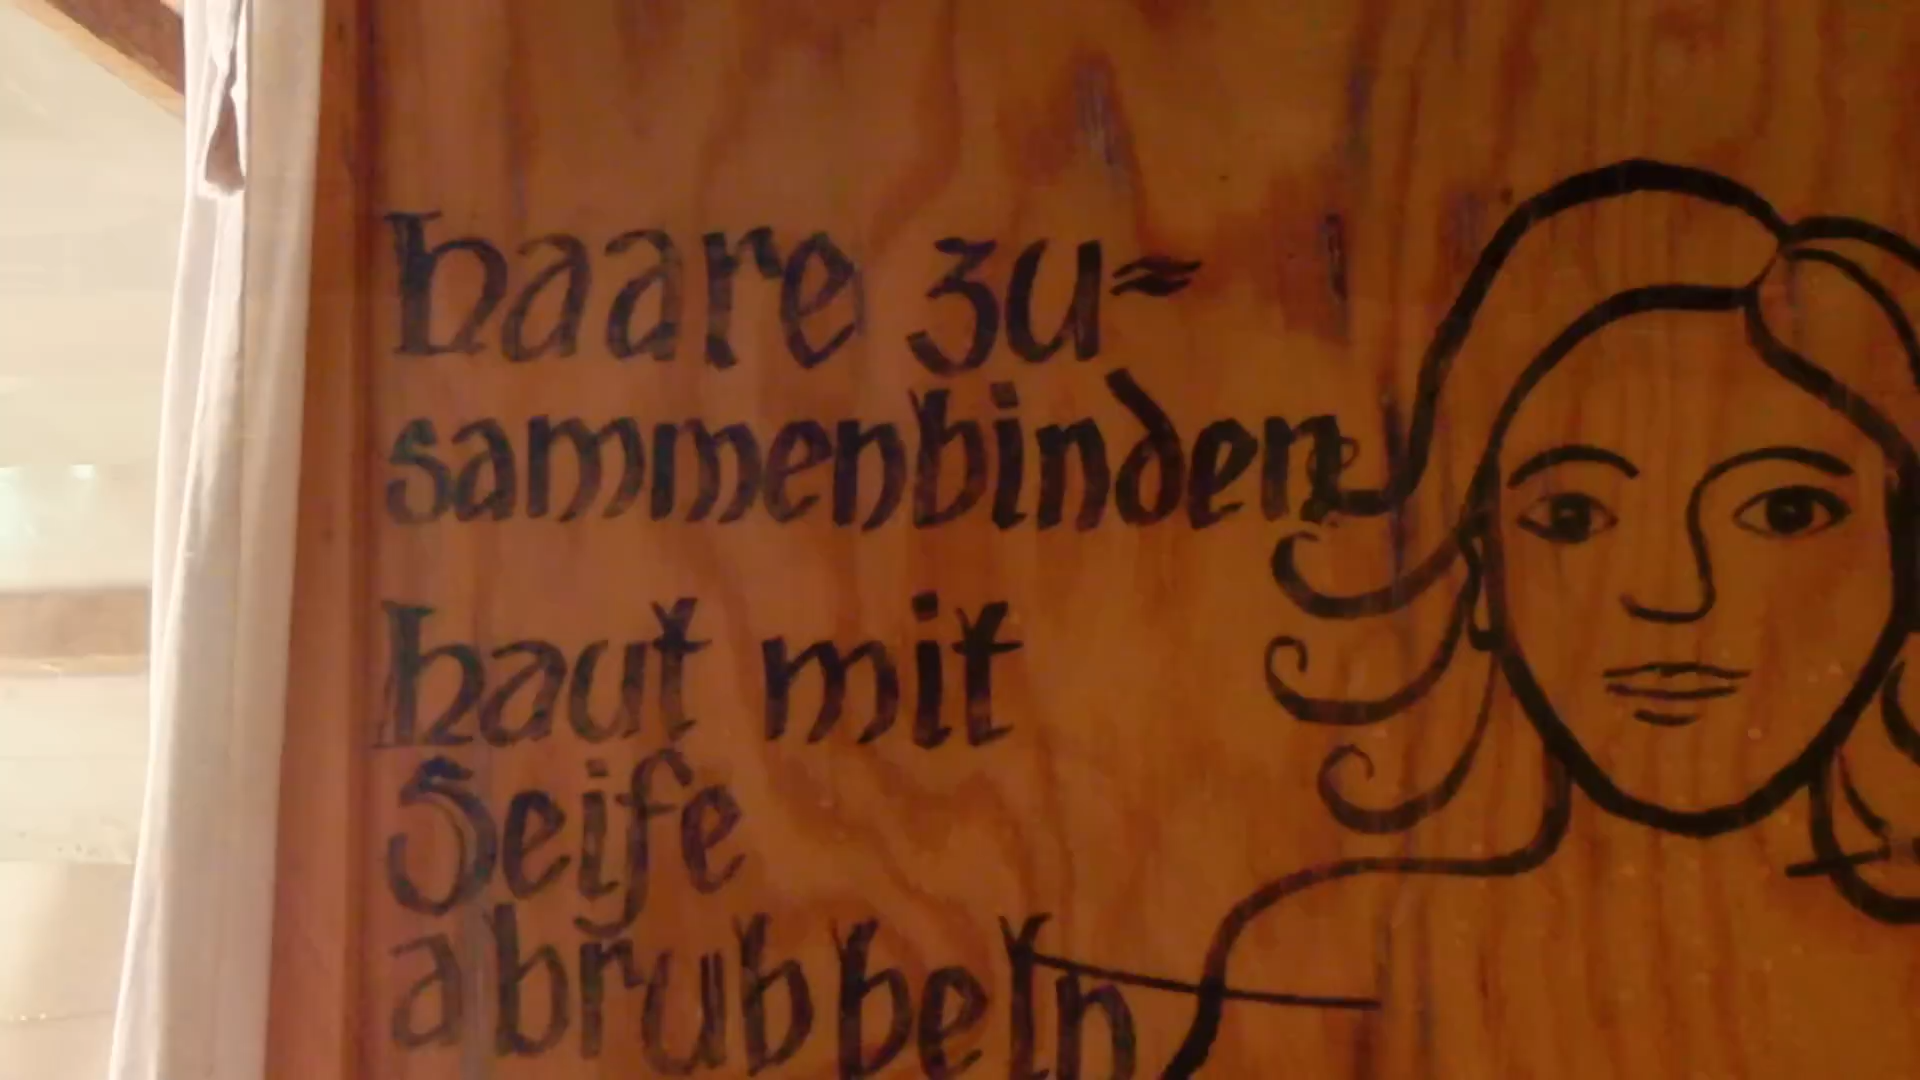 haare zu=
sammenbinden
haut mit
Seife
abrubbeln